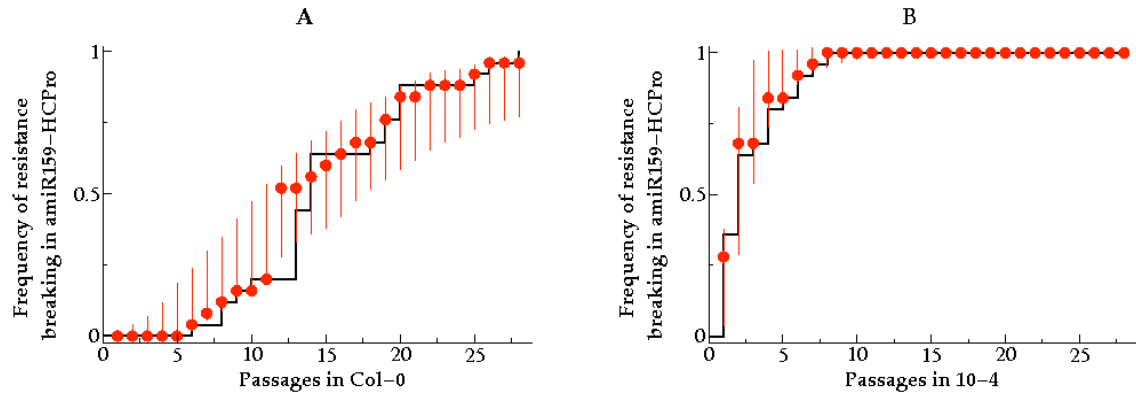 A
Frequency of resistance
breaking in amiR159-HCPro
1
0.5
0
0 5 10 15 20 25
Passages in Col-0
B
Frequency of resistance
breaking in amiR159-HCPro
1
0.5
0
0 5 10 15 20 25
Passages in 10-4